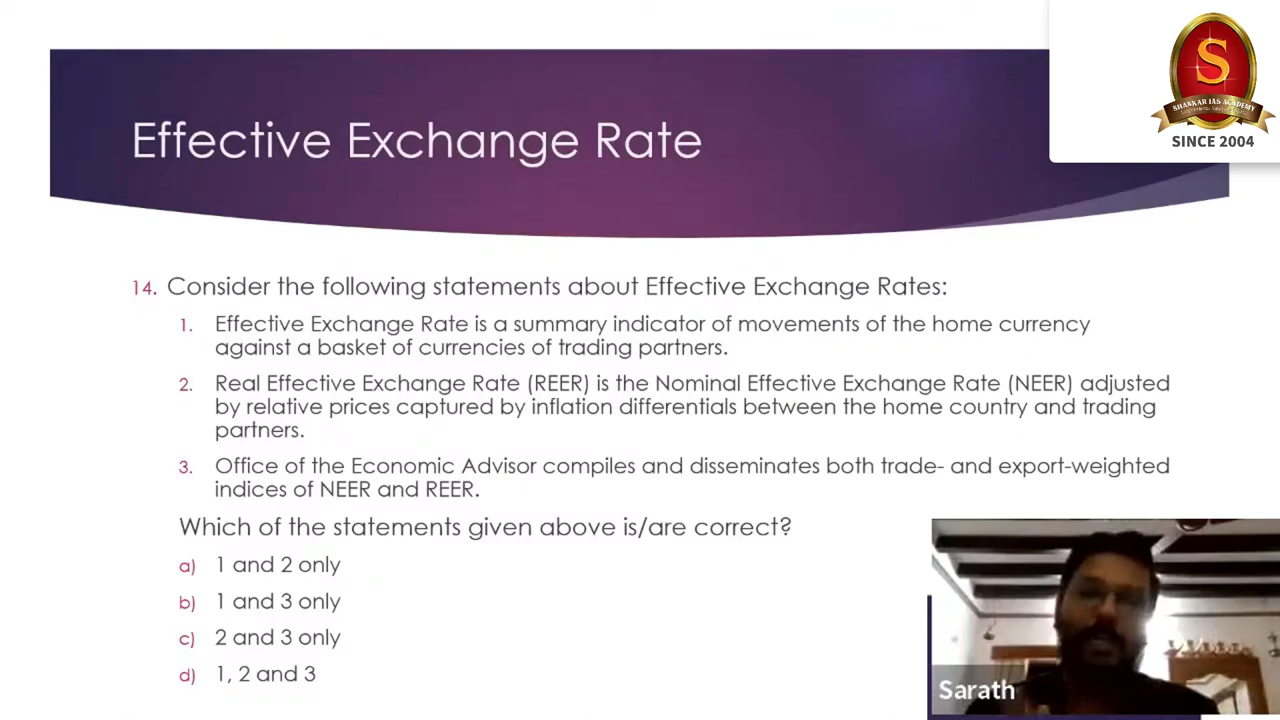 S
SHANKAR IAS ACADEMY
SINCE 2004
Effective Exchange Rate
14. Consider the following statements about Effective Exchange Rates:
1. Effective Exchange Rate is a summary indicator of movements of the home currency
against a basket of currencies of trading partners.
2. Real Effective Exchange Rate (REER) is the Nominal Effective Exchange Rate (NEER) adjusted
by relative prices captured by inflation differentials between the home country and trading
partners.
3. Office of the Economic Advisor compiles and disseminates both trade- and export-weighted
indices of NEER and REER.
Which of the statements given above is/are correct?
a) 1 and 2 only
b) 1 and 3 only
c) 2 and 3 only
d) 1, 2 and 3
Sarath